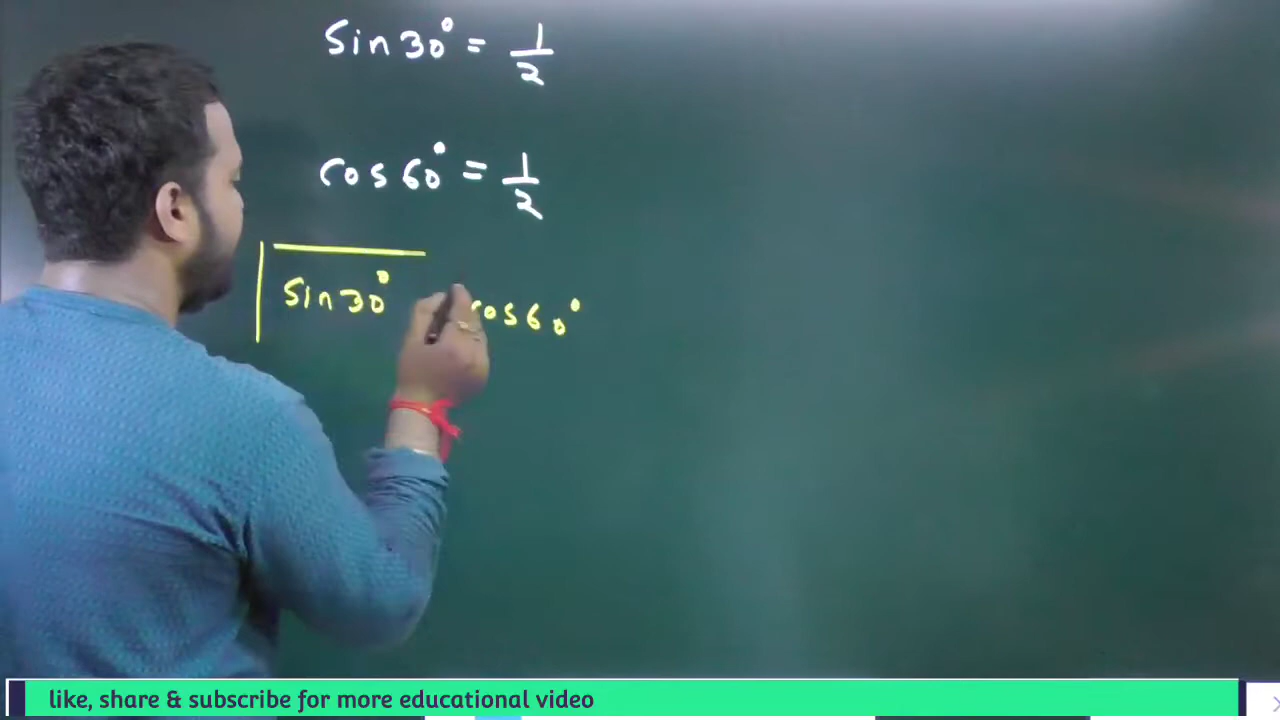 sin 30° = 1/2
cos 60° = 1/2
sin 30° cos 60°
like, share & subscribe for more educational video